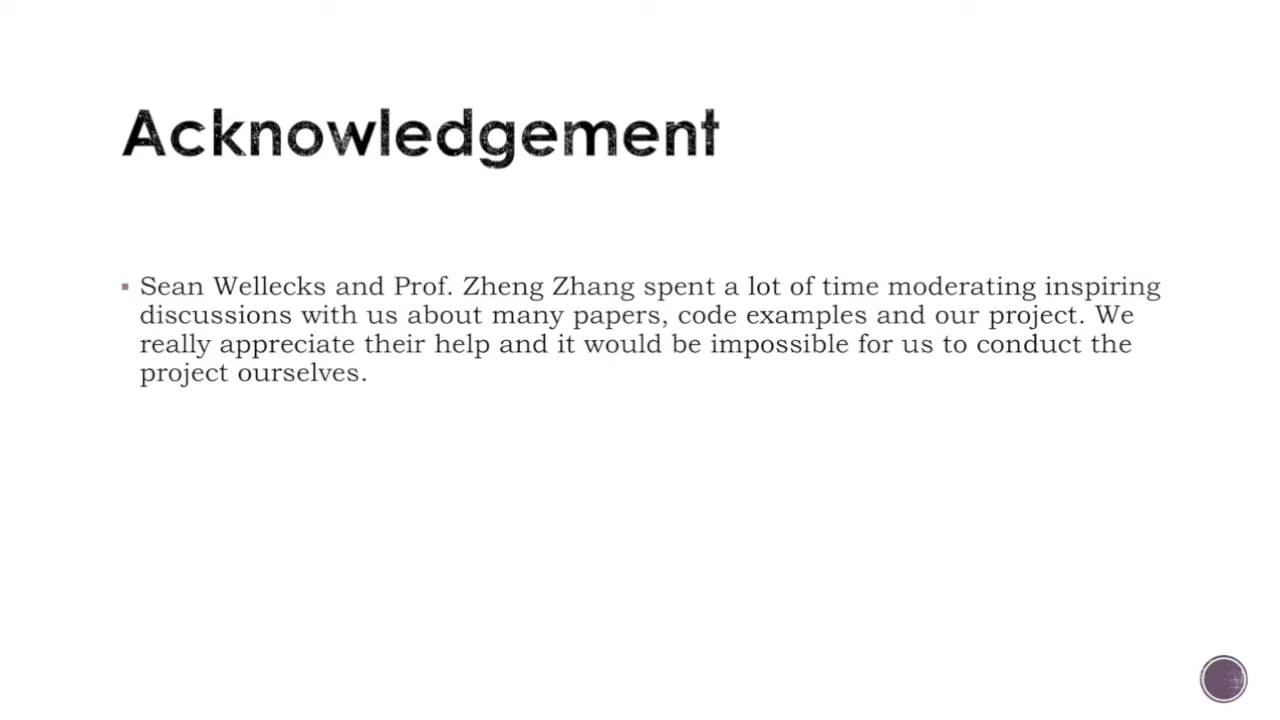 Acknowledgement
▪ Sean Wellecks and Prof. Zheng Zhang spent a lot of time moderating inspiring
discussions with us about many papers, code examples and our project. We
really appreciate their help and it would be impossible for us to conduct the
project ourselves.